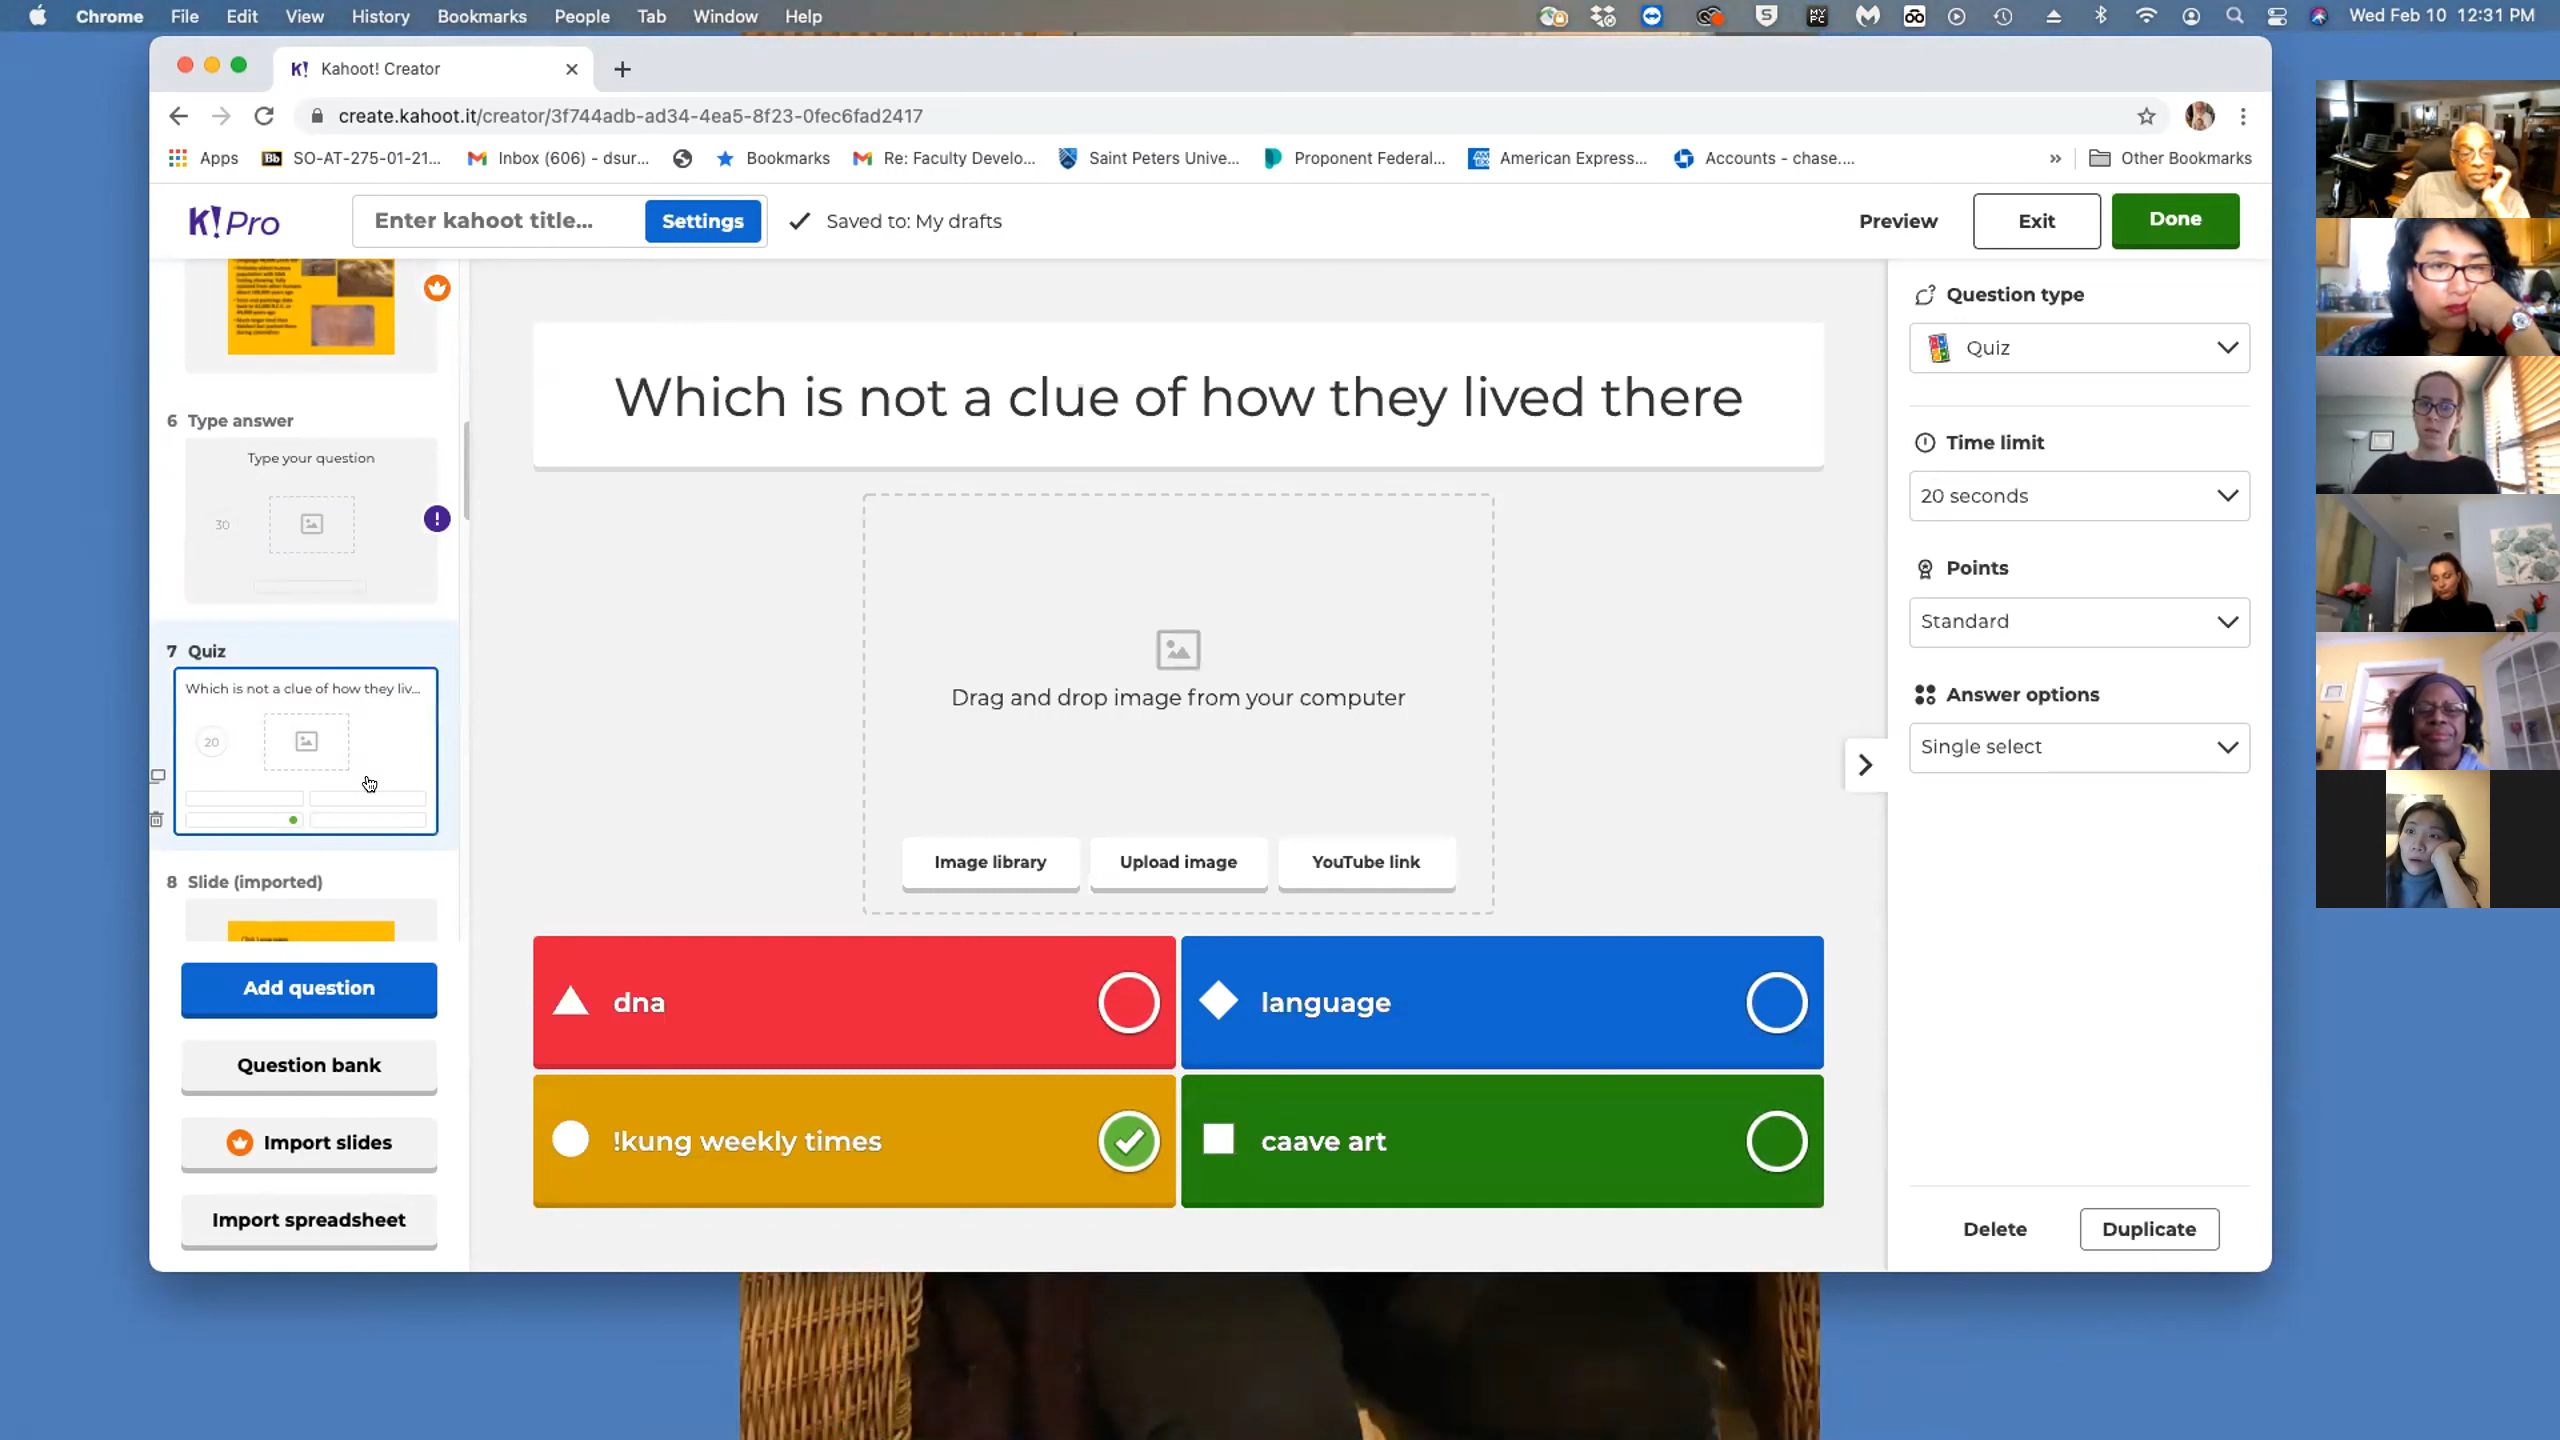 Chrome File Edit View History Bookmarks People Tab Window Help
MY PC
Wed Feb 10 12:31 PM
K! Kahoot! Creator
create.kahoot.it/creator/3f744adb-ad34-4ea5-8f23-0fec6fad2417
Apps Bb SO-AT-275-01-21... Inbox (606) - dsur... Bookmarks Re: Faculty Develo... Saint Peters Unive... Proponent Federal... American Express... Accounts - chase.... » Other Bookmarks
K! Pro Enter kahoot title... Settings Saved to: My drafts Preview Exit Done
6 Type answer
Type your question
30
!
7 Quiz
Which is not a clue of how they liv...
20
8 Slide (imported)
Add question
Question bank
Import slides
Import spreadsheet
Which is not a clue of how they lived there
Drag and drop image from your computer
Image library Upload image YouTube link
dna
language
!kung weekly times
caave art
Question type
Quiz
Time limit
20 seconds
Points
Standard
Answer options
Single select
Delete Duplicate